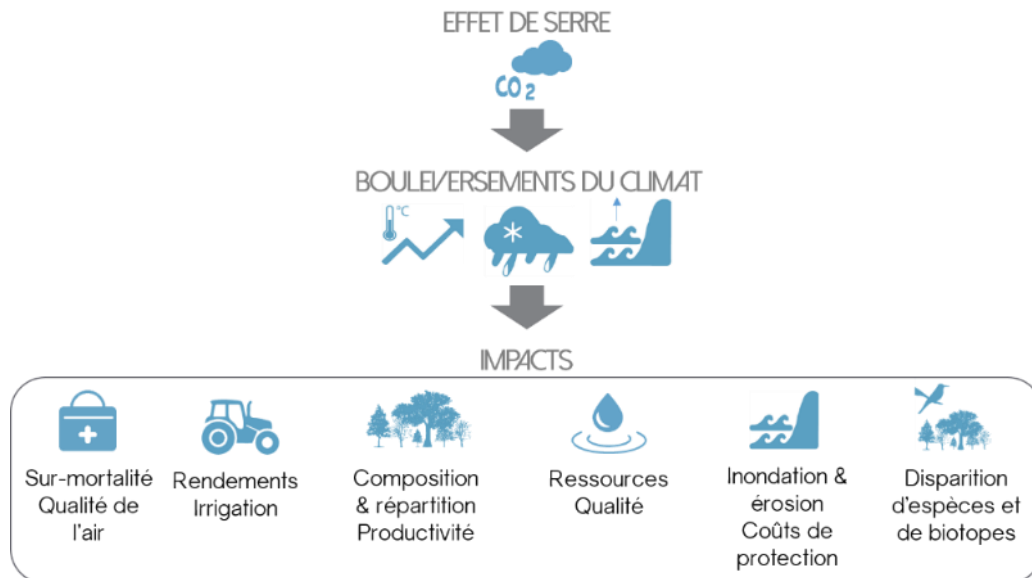 EFFET DE SERRE
CO2
BOULEVERSEMENTS DU CLIMAT
°C
IMPACTS
Sur-mortalité
Qualité de
l'air
Rendements
Irrigation
Composition
& répartition
Productivité
Ressources
Qualité
Inondation &
érosion
Coûts de
protection
Disparition
d'espèces et
de biotopes